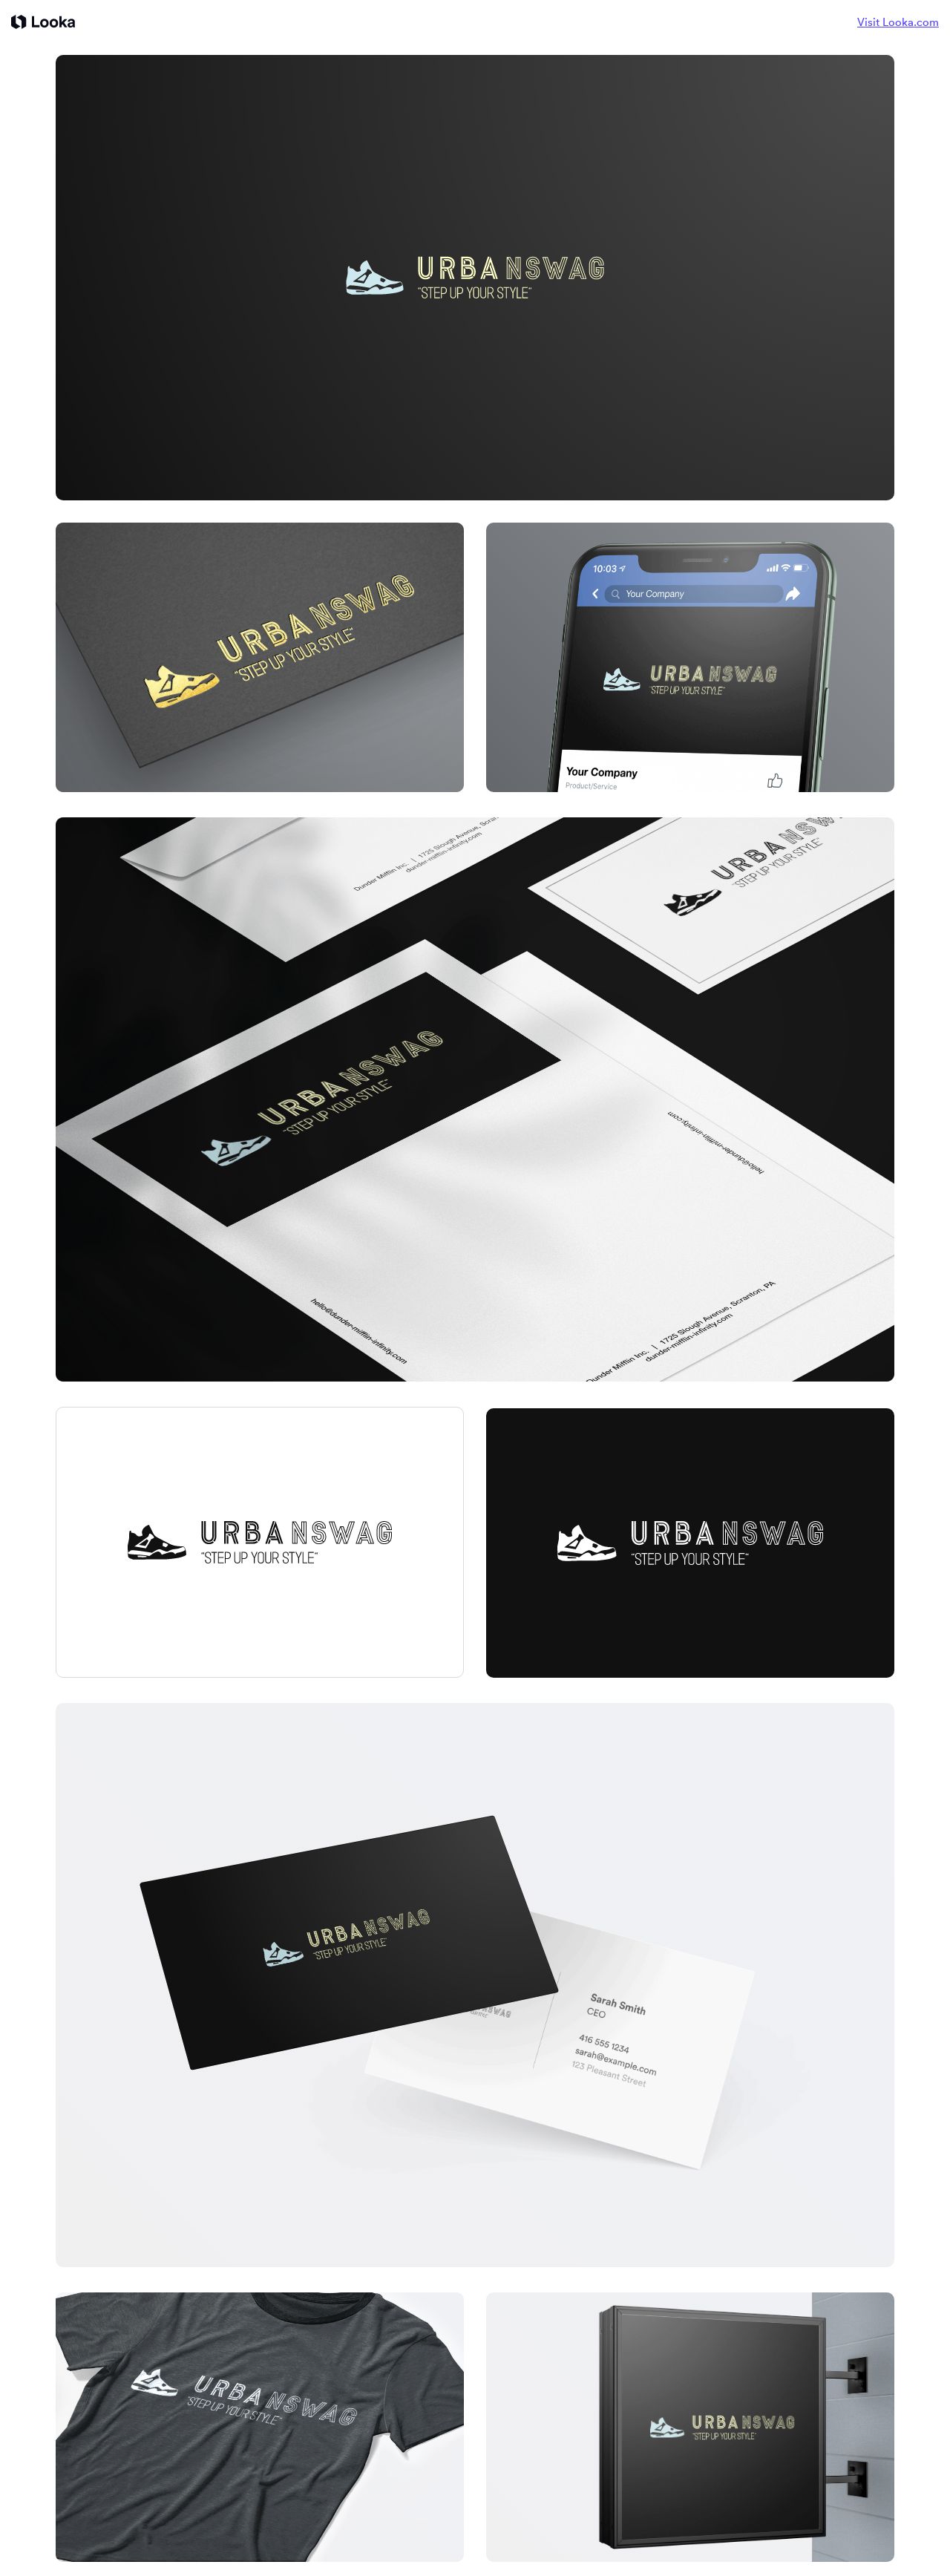 Looka
Visit Looka.com
URBA NSWAG
"STEP UP YOUR STYLE"
URBA NSWAG
"STEP UP YOUR STYLE"
10:03
Your Company
URBA NSWAG
"STEP UP YOUR STYLE"
Your Company
Product/Service
Dunder Mifflin Inc. | 1725 Slough Avenue,
dunder-mifflin-infinity.com
URBA
"STEP UP YOUR STYLE"
URBA NSWAG
"STEP UP YOUR STYLE"
hello@dunder-mifflin-infinity.com
hello@dunder-mifflin-infinity.com
Dunder Mifflin Inc. | 1725 Slough Avenue, Scranton, PA
dunder-mifflin-infinity.com
URBA NSWAG
"STEP UP YOUR STYLE"
URBA NSWAG
"STEP UP YOUR STYLE"
URBA NSWAG
"STEP UP YOUR STYLE"
Sarah Smith
CEO
416 555 1234
sarah@example.com
123 Pleasant Street
URBA NSWAG
"STEP UP YOUR STYLE"
URBA NSWAG
"STEP UP YOUR STYLE"